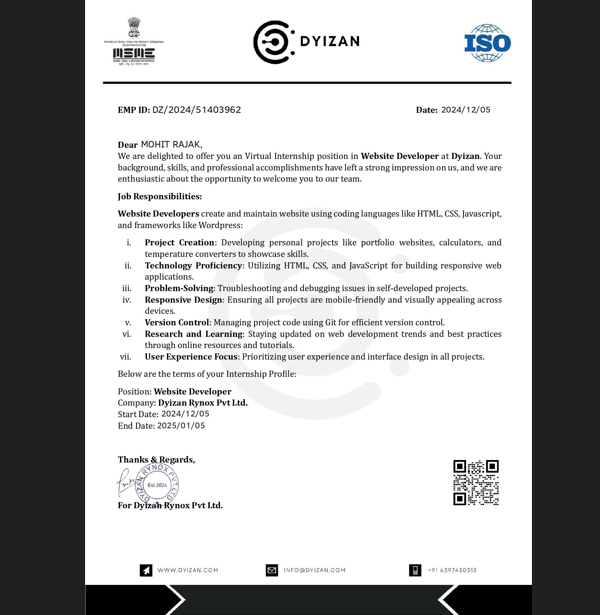 DYIZAN
MSME
ISO
EMP ID: DZ/2024/51403962
Date: 2024/12/05
Dear MOHIT RAJAK,
We are delighted to offer you an Virtual Internship position in Website Developer at Dyizan. Your
background, skills, and professional accomplishments have left a strong impression on us, and we are
enthusiastic about the opportunity to welcome you to our team.
Job Responsibilities:
Website Developers create and maintain website using coding languages like HTML, CSS, Javascript,
and frameworks like Wordpress:
i. Project Creation: Developing personal projects like portfolio websites, calculators, and
temperature converters to showcase skills.
ii. Technology Proficiency: Utilizing HTML, CSS, and JavaScript for building responsive web
applications.
iii. Problem-Solving: Troubleshooting and debugging issues in self-developed projects.
iv. Responsive Design: Ensuring all projects are mobile-friendly and visually appealing across
devices.
v. Version Control: Managing project code using Git for efficient version control.
vi. Research and Learning: Staying updated on web development trends and best practices
through online resources and tutorials.
vii. User Experience Focus: Prioritizing user experience and interface design in all projects.
Below are the terms of your Internship Profile:
Position: Website Developer
Company: Dyizan Rynox Pvt Ltd.
Start Date: 2024/12/05
End Date: 2025/01/05
Thanks & Regards,
DYIZAN RYNOX PVT LTD
Est 2024
For Dyizan Rynox Pvt Ltd.
WWW.DYIZAN.COM
INFO@DYIZAN.COM
+91 6397430313